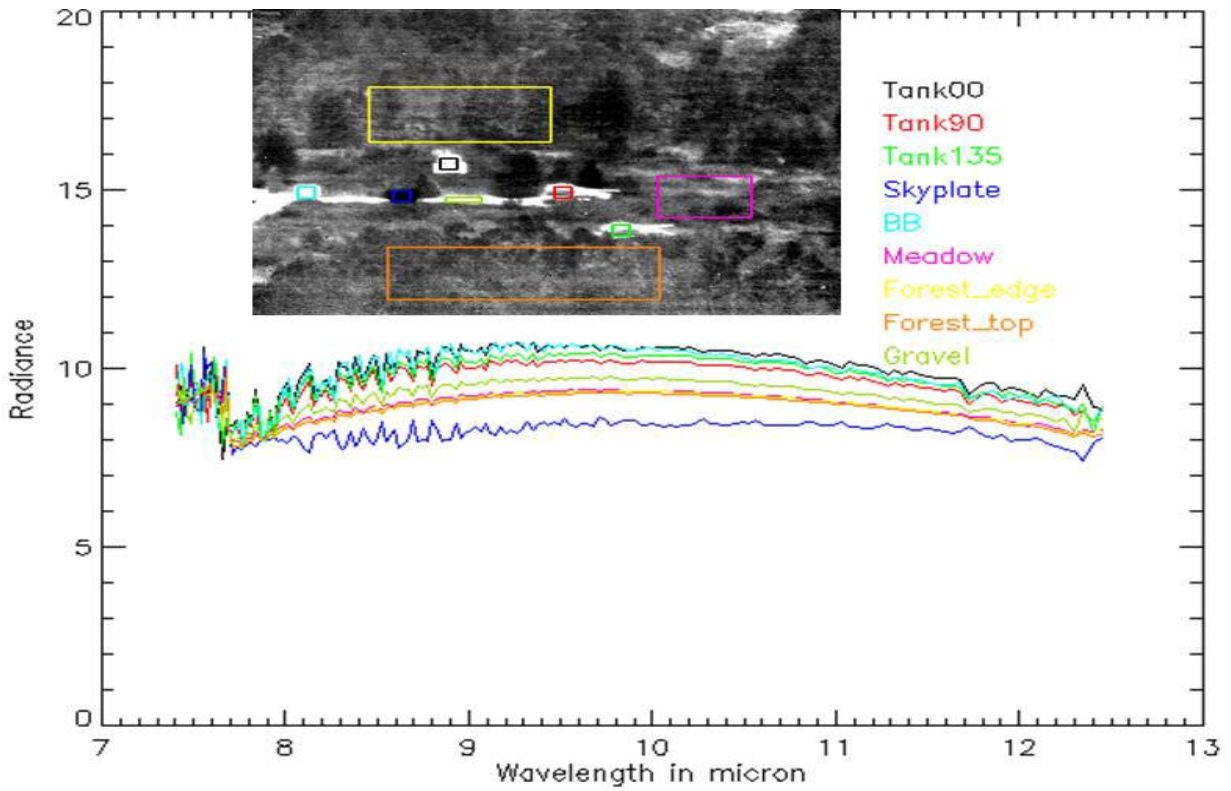 20
15
10
5
0
Radiance
Tank00
Tank90
Tank135
Skyplate
BB
Meadow
Forest_edge
Forest_top
Gravel
7 8 9 10 11 12 13
Wavelength in micron